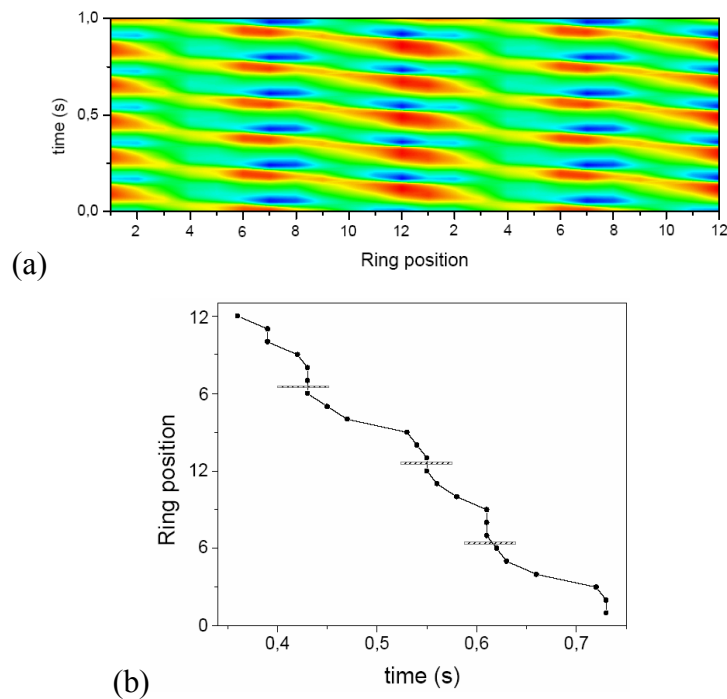 1,0
0,5
0,0
time (s)
2 4 6 8 10 12 2 4 6 8 10 12
Ring position
(a)
12
6
12
6
0
Ring position
0,4 0,5 0,6 0,7
time (s)
(b)